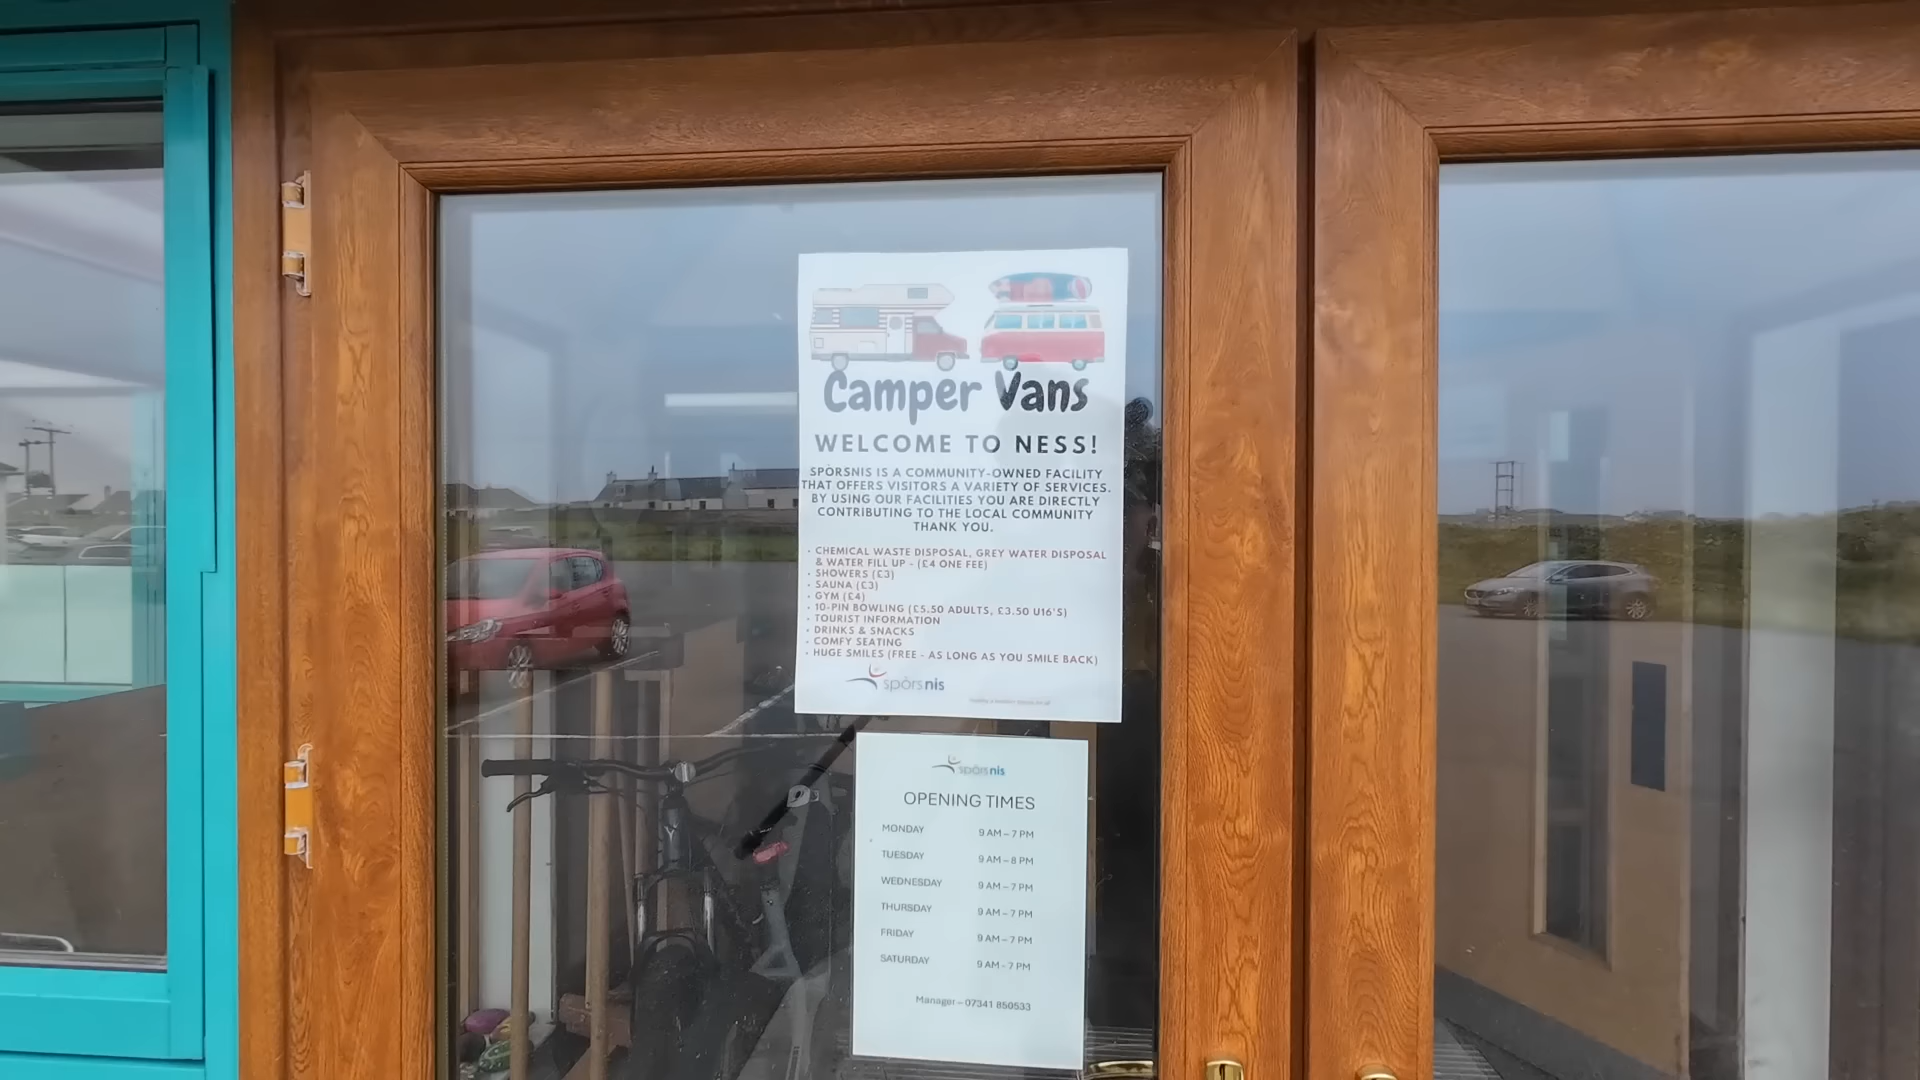 Camper Vans
WELCOME TO NESS!
SPÒRSNIS IS A COMMUNITY-OWNED FACILITY
THAT OFFERS VISITORS A VARIETY OF SERVICES.
BY USING OUR FACILITIES YOU ARE DIRECTLY
CONTRIBUTING TO THE LOCAL COMMUNITY
THANK YOU.
• CHEMICAL WASTE DISPOSAL, GREY WATER DISPOSAL
& WATER FILL UP - (£4 ONE FEE)
• SHOWERS (£3)
• SAUNA (£3)
• GYM (£4)
• 10-PIN BOWLING (£5.50 ADULTS, £3.50 U16'S)
• TOURIST INFORMATION
• DRINKS & SNACKS
• COMFY SEATING
• HUGE SMILES (FREE - AS LONG AS YOU SMILE BACK)
spòrsnis
spòrsnis
OPENING TIMES
MONDAY 9 AM – 7 PM
TUESDAY 9 AM – 8 PM
WEDNESDAY 9 AM – 7 PM
THURSDAY 9 AM – 7 PM
FRIDAY 9 AM – 7 PM
SATURDAY 9 AM - 7 PM
Manager – 07341 850533